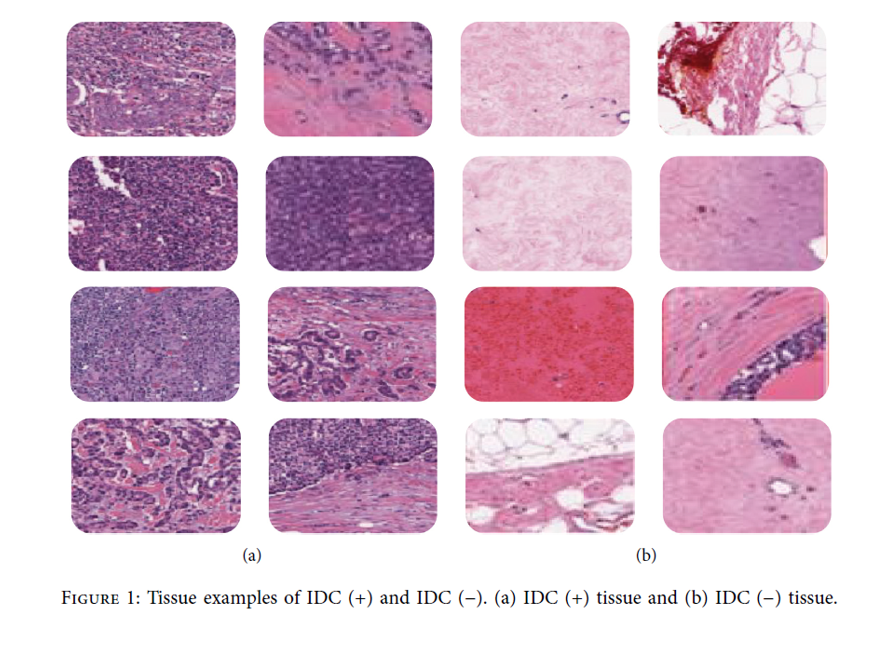 (a)
(b)
FIGURE 1: Tissue examples of IDC (+) and IDC (−). (a) IDC (+) tissue and (b) IDC (−) tissue.